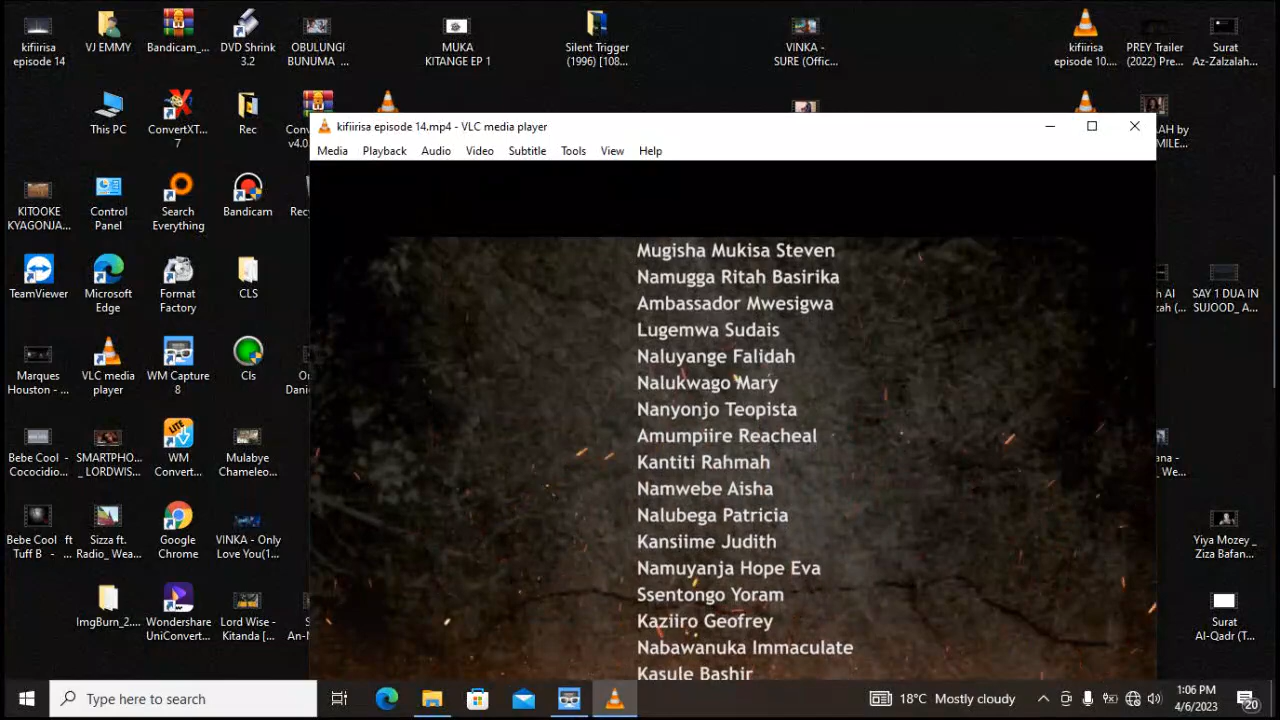 kifiirisa
episode 14
VJ EMMY
Bandicam_...
DVD Shrink
3.2
OBULUNGI
BUNUMA ...
MUKA
KITANGE EP 1
Silent Trigger
(1996) [108...
VINKA -
SURE (Offic...
kifiirisa
episode 10....
PREY Trailer
(2022) Pre...
Surat
Az-Zalzalah...
This PC
ConvertXT...
7
Rec
Conv
v4.0
kifiirisa episode 14.mp4 - VLC media player
Media Playback Audio Video Subtitle Tools View Help
KITOOKE
KYAGONJA...
Control
Panel
Search
Everything
Bandicam
Recy
TeamViewer
Microsoft
Edge
Format
Factory
CLS
SAY 1 DUA IN
SUJOOD_ A...
Marques
Houston - ...
VLC media
player
WM Capture
8
Cls
Bebe Cool -
Cococidio...
SMARTPHO...
_ LORDWIS...
WM
Convert...
Mulabye
Chameleo...
Bebe Cool ft
Tuff B - ...
Sizza ft.
Radio_ Wea...
Google
Chrome
VINKA - Only
Love You(1...
Viya Mozey _
Ziza Bafan...
ImgBurn_2....
Wondershare
UniConvert...
Lord Wise -
Kitanda [...
Surat
Al-Qadr (T...
Mugisha Mukisa Steven
Namugga Ritah Basirika
Ambassador Mwesigwa
Lugemwa Sudais
Naluyange Falidah
Nalukwago Mary
Nanyonjo Teopista
Amumpiire Reacheal
Kantiti Rahmah
Namwebe Aisha
Nalubega Patricia
Kansiime Judith
Namuyanja Hope Eva
Ssentongo Yoram
Kaziiro Geofrey
Nabawanuka Immaculate
Kasule Bashir
Type here to search
18°C Mostly cloudy
1:06 PM
4/6/2023
20